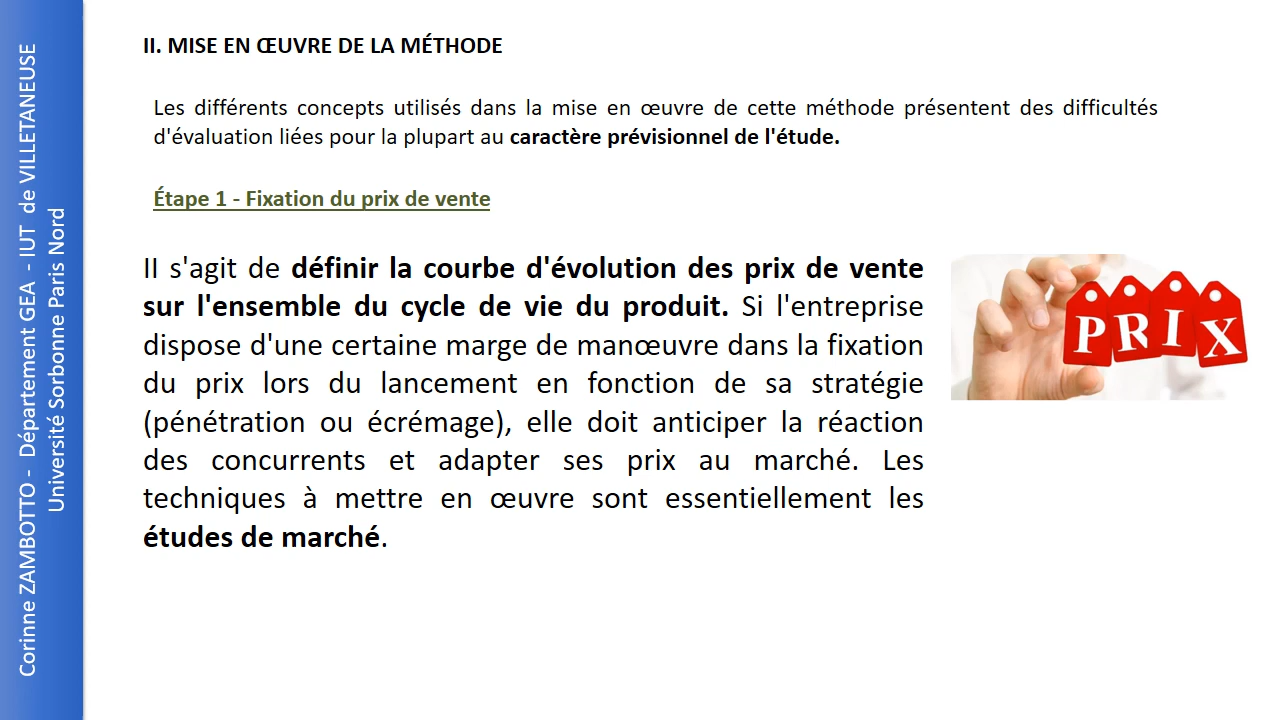 Corinne ZAMBOTTO - Département GEA - IUT de VILLETANEUSE
Université Sorbonne Paris Nord
II. MISE EN ŒUVRE DE LA MÉTHODE
Les différents concepts utilisés dans la mise en œuvre de cette méthode présentent des difficultés
d'évaluation liées pour la plupart au caractère prévisionnel de l'étude.
Étape 1 - Fixation du prix de vente
II s'agit de définir la courbe d'évolution des prix de vente
sur l'ensemble du cycle de vie du produit. Si l'entreprise
dispose d'une certaine marge de manœuvre dans la fixation
du prix lors du lancement en fonction de sa stratégie
(pénétration ou écrémage), elle doit anticiper la réaction
des concurrents et adapter ses prix au marché. Les
techniques à mettre en œuvre sont essentiellement les
études de marché.
PRIX